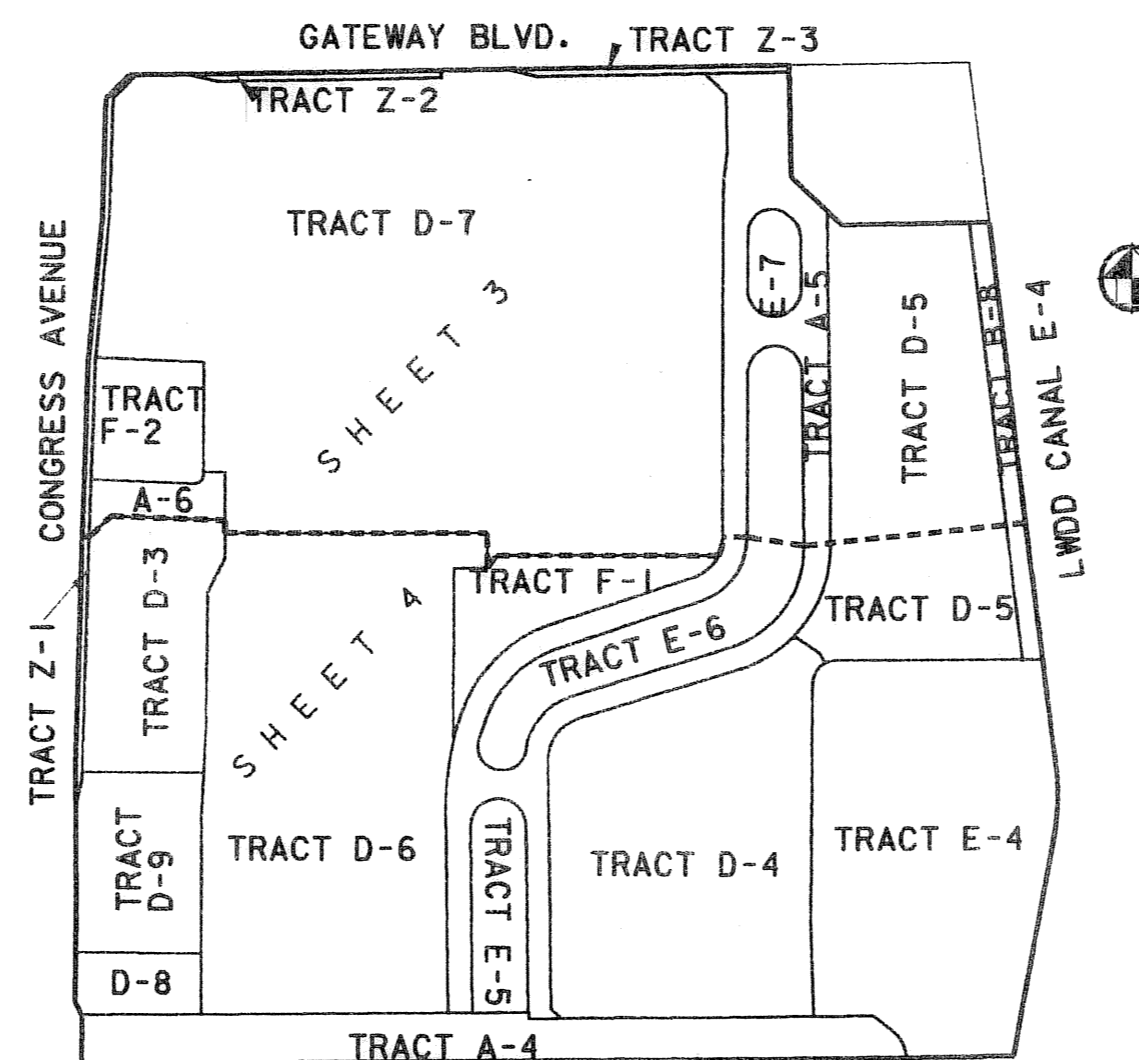 GATEWAY BLVD.
TRACT Z-3
TRACT Z-2
TRACT D-7
SHEET 3
CONGRESS AVENUE
E-7
TRACT A-5
TRACT D-5
TRACT B-8
LWDD CANAL E-4
TRACT
F-2
A-6
TRACT D-3
TRACT F-1
TRACT D-5
TRACT E-6
SHEET 4
TRACT Z-1
TRACT
D-9
TRACT D-6
TRACT E-5
TRACT D-4
TRACT E-4
D-8
TRACT A-4